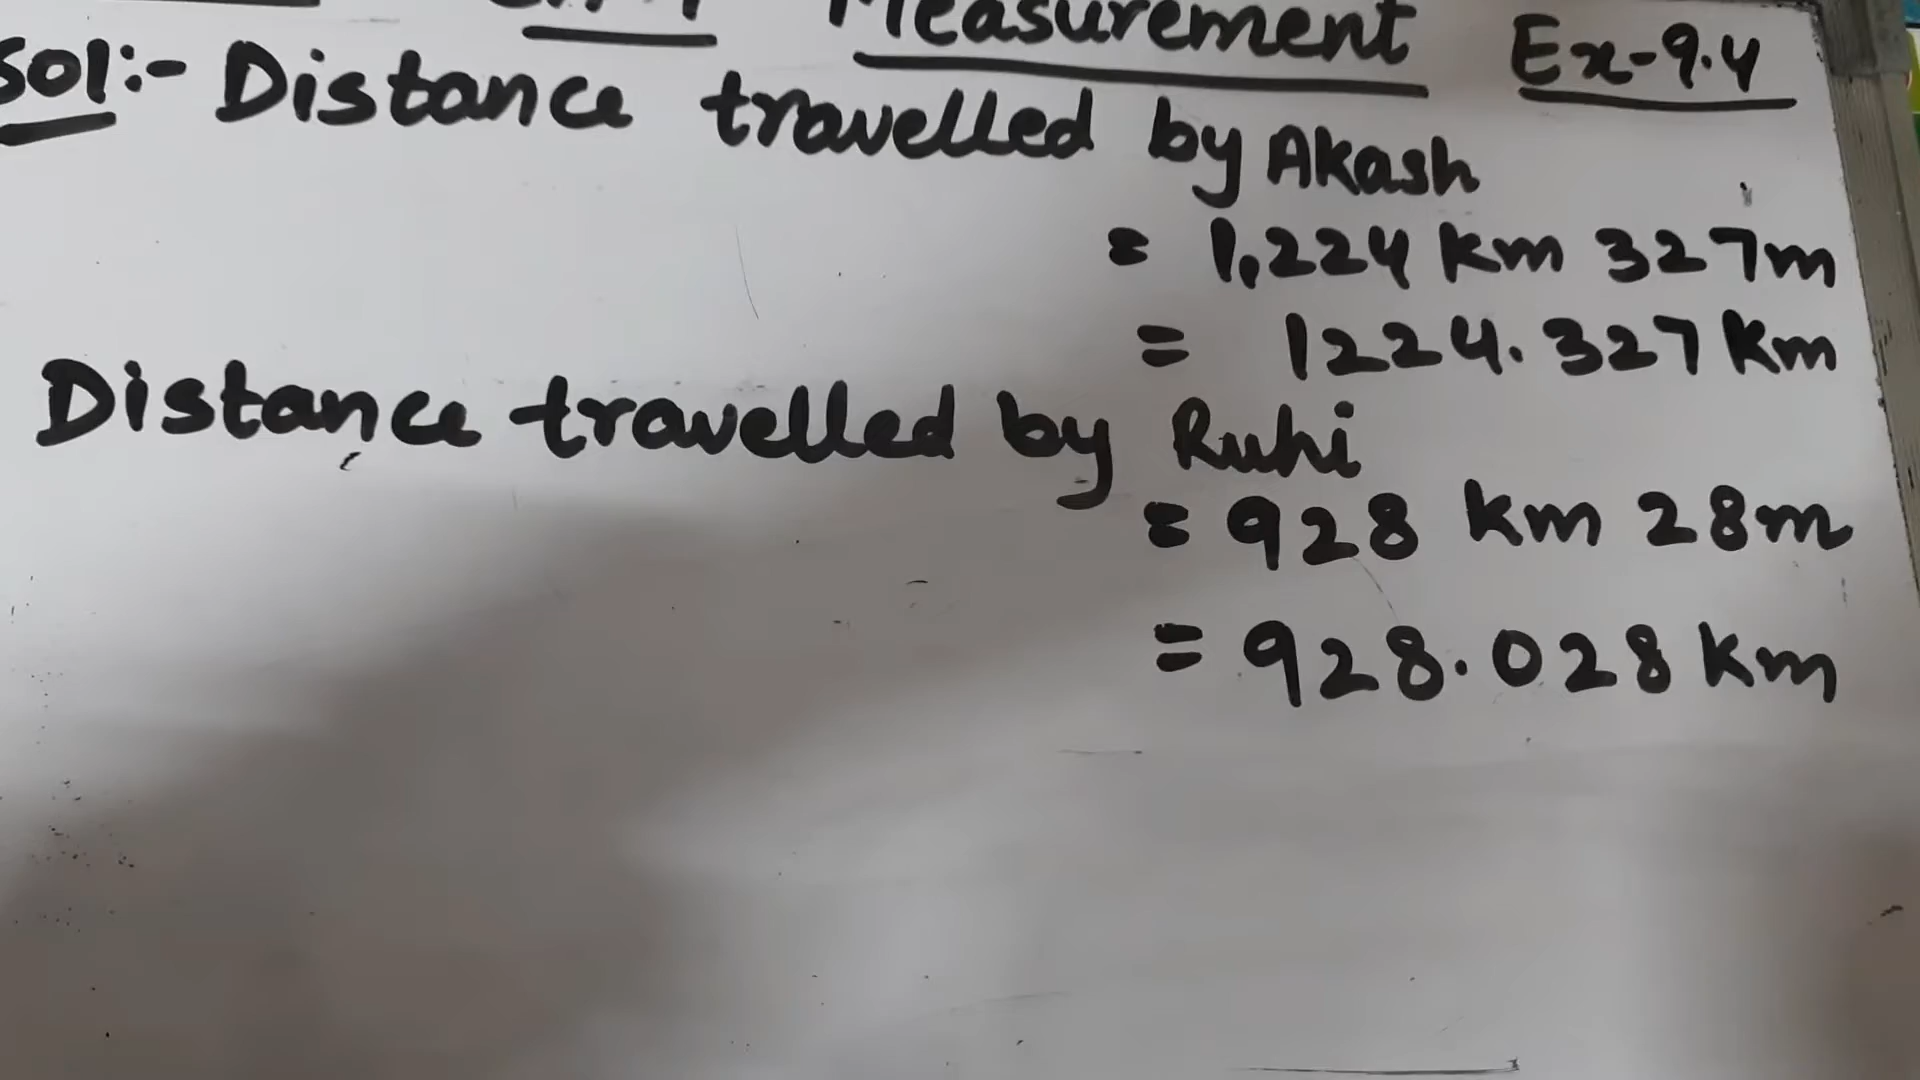 Measurement Ex-9.4
Sol:- Distance travelled by Akash
= 1,224 km 327m
= 1224.327 Km
Distance travelled by Ruhi
= 928 km 28m
= 928.028 Km